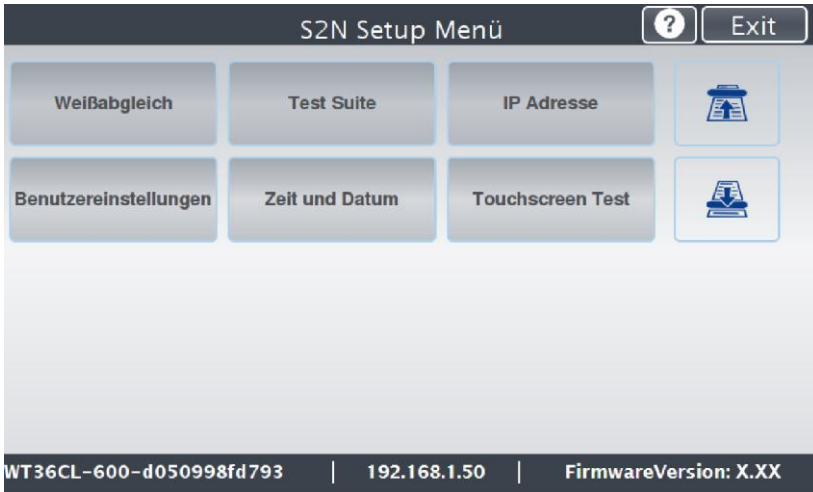 S2N Setup Menü
? Exit
Weißabgleich Test Suite IP Adresse
Benutzereinstellungen Zeit und Datum Touchscreen Test
WT36CL-600-d050998fd793 | 192.168.1.50 | FirmwareVersion: X.XX